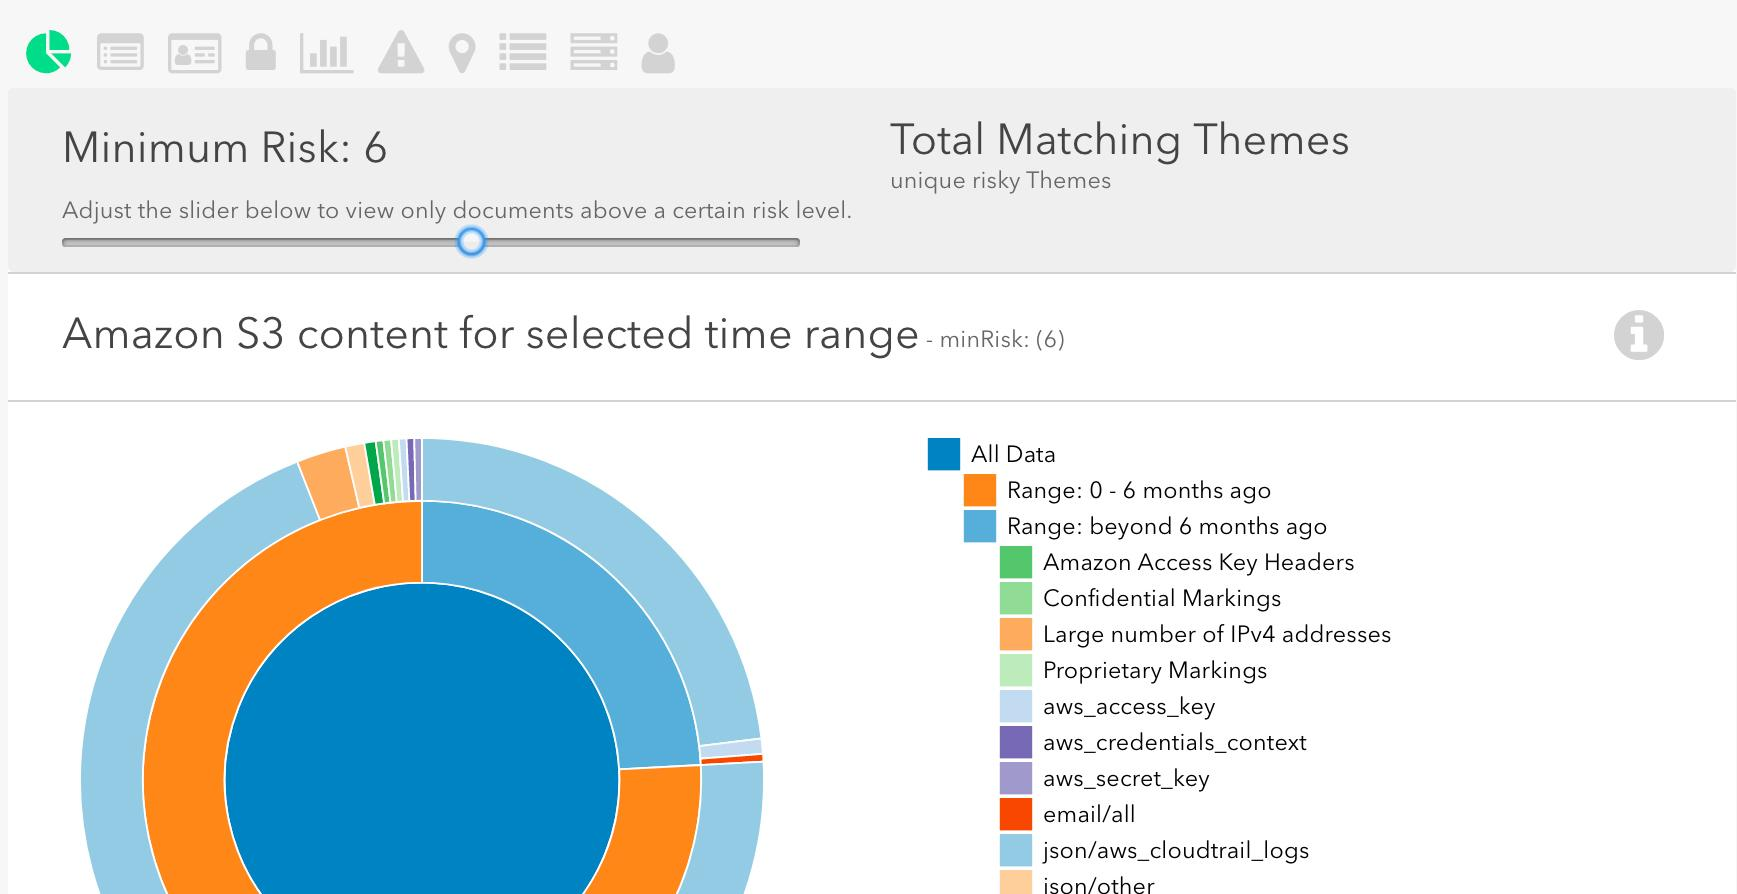 Minimum Risk: 6
Adjust the slider below to view only documents above a certain risk level.
Total Matching Themes
unique risky Themes
Amazon S3 content for selected time range - minRisk: (6)
All Data
Range: 0 - 6 months ago
Range: beyond 6 months ago
Amazon Access Key Headers
Confidential Markings
Large number of IPv4 addresses
Proprietary Markings
aws_access_key
aws_credentials_context
aws_secret_key
email/all
json/aws_cloudtrail_logs
json/other